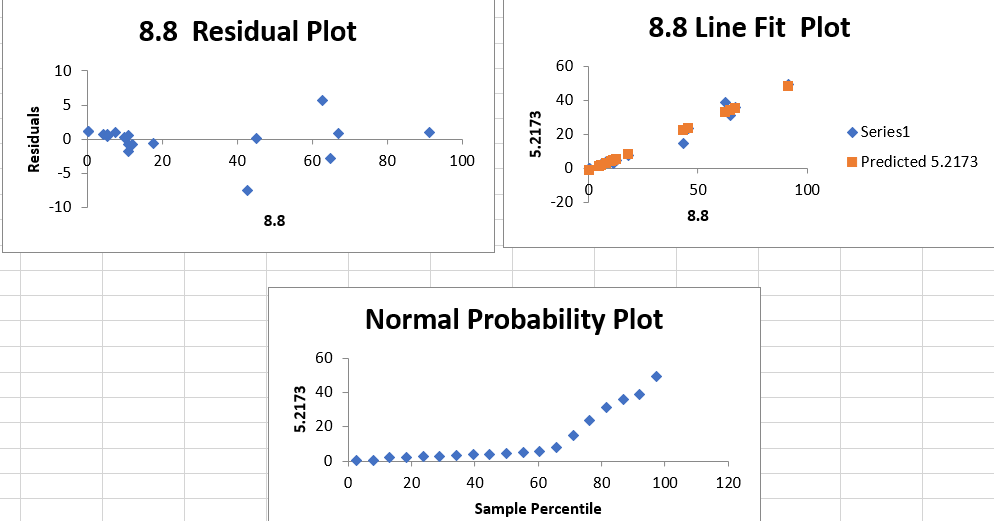 8.8 Residual Plot
10
5
0
-5
-10
0 20 40 60 80 100
Residuals
8.8
8.8 Line Fit Plot
60
40
20
0
-20
0 50 100
5.2173
8.8
Series1
Predicted 5.2173
Normal Probability Plot
60
40
20
0
0 20 40 60 80 100 120
5.2173
Sample Percentile